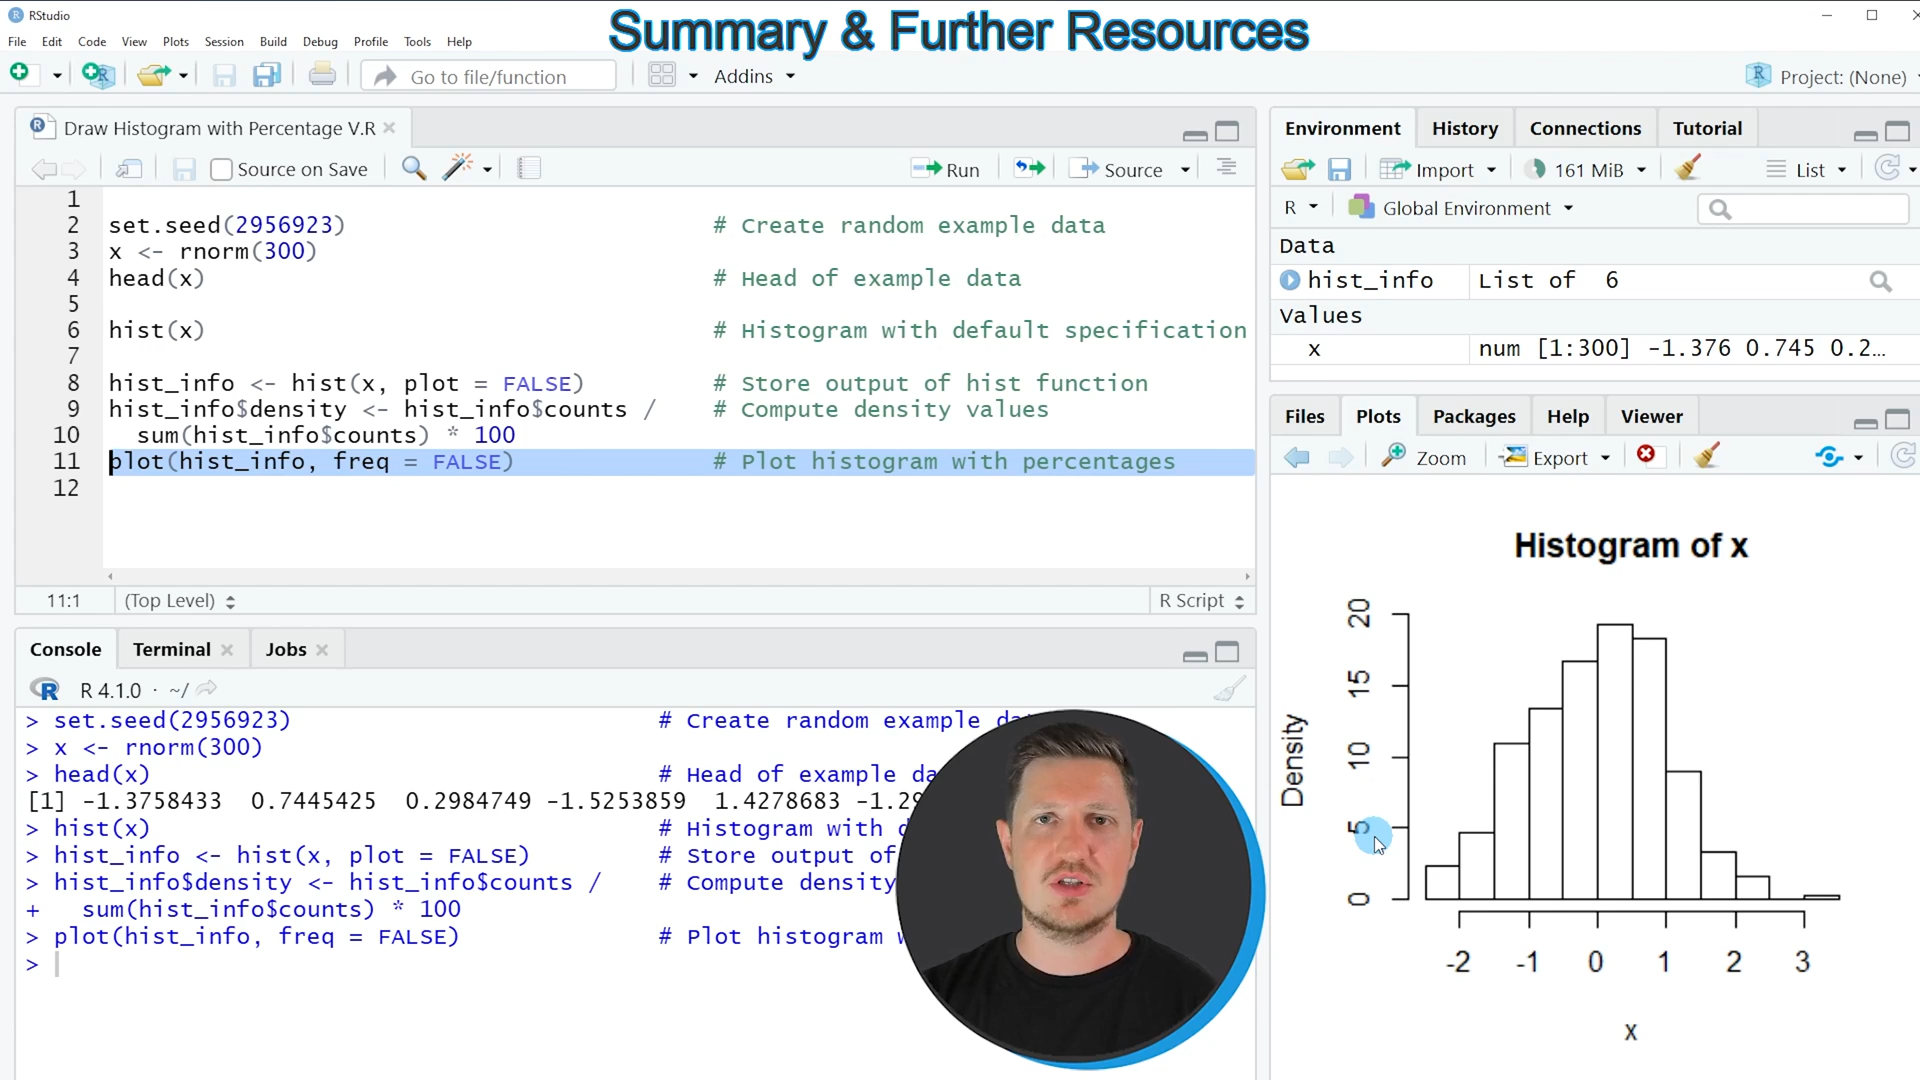 RStudio
Summary & Further Resources
File Edit Code View Plots Session Build Debug Profile Tools Help
Go to file/function
Addins
Project: (None)
Draw Histogram with Percentage V.R
Source on Save
Run
Source
1
2 set.seed(2956923) # Create random example data
3 x <- rnorm(300)
4 head(x) # Head of example data
5
6 hist(x) # Histogram with default specification
7
8 hist_info <- hist(x, plot = FALSE) # Store output of hist function
9 hist_info$density <- hist_info$counts / # Compute density values
10 sum(hist_info$counts) * 100
11 plot(hist_info, freq = FALSE) # Plot histogram with percentages
12
11:1 (Top Level) R Script
Console Terminal Jobs
R 4.1.0 · ~/
> set.seed(2956923) # Create random example da
> x <- rnorm(300)
> head(x) # Head of example da
[1] -1.3758433 0.7445425 0.2984749 -1.5253859 1.4278683 -1.29
> hist(x) # Histogram with d
> hist_info <- hist(x, plot = FALSE) # Store output of
> hist_info$density <- hist_info$counts / # Compute density
+ sum(hist_info$counts) * 100
> plot(hist_info, freq = FALSE) # Plot histogram w
>
Environment History Connections Tutorial
Import 161 MiB List
R Global Environment
Data
hist_info List of 6
Values
x num [1:300] -1.376 0.745 0.2...
Files Plots Packages Help Viewer
Zoom Export
Histogram of x
Density
20
15
10
5
0
-2 -1 0 1 2 3
x